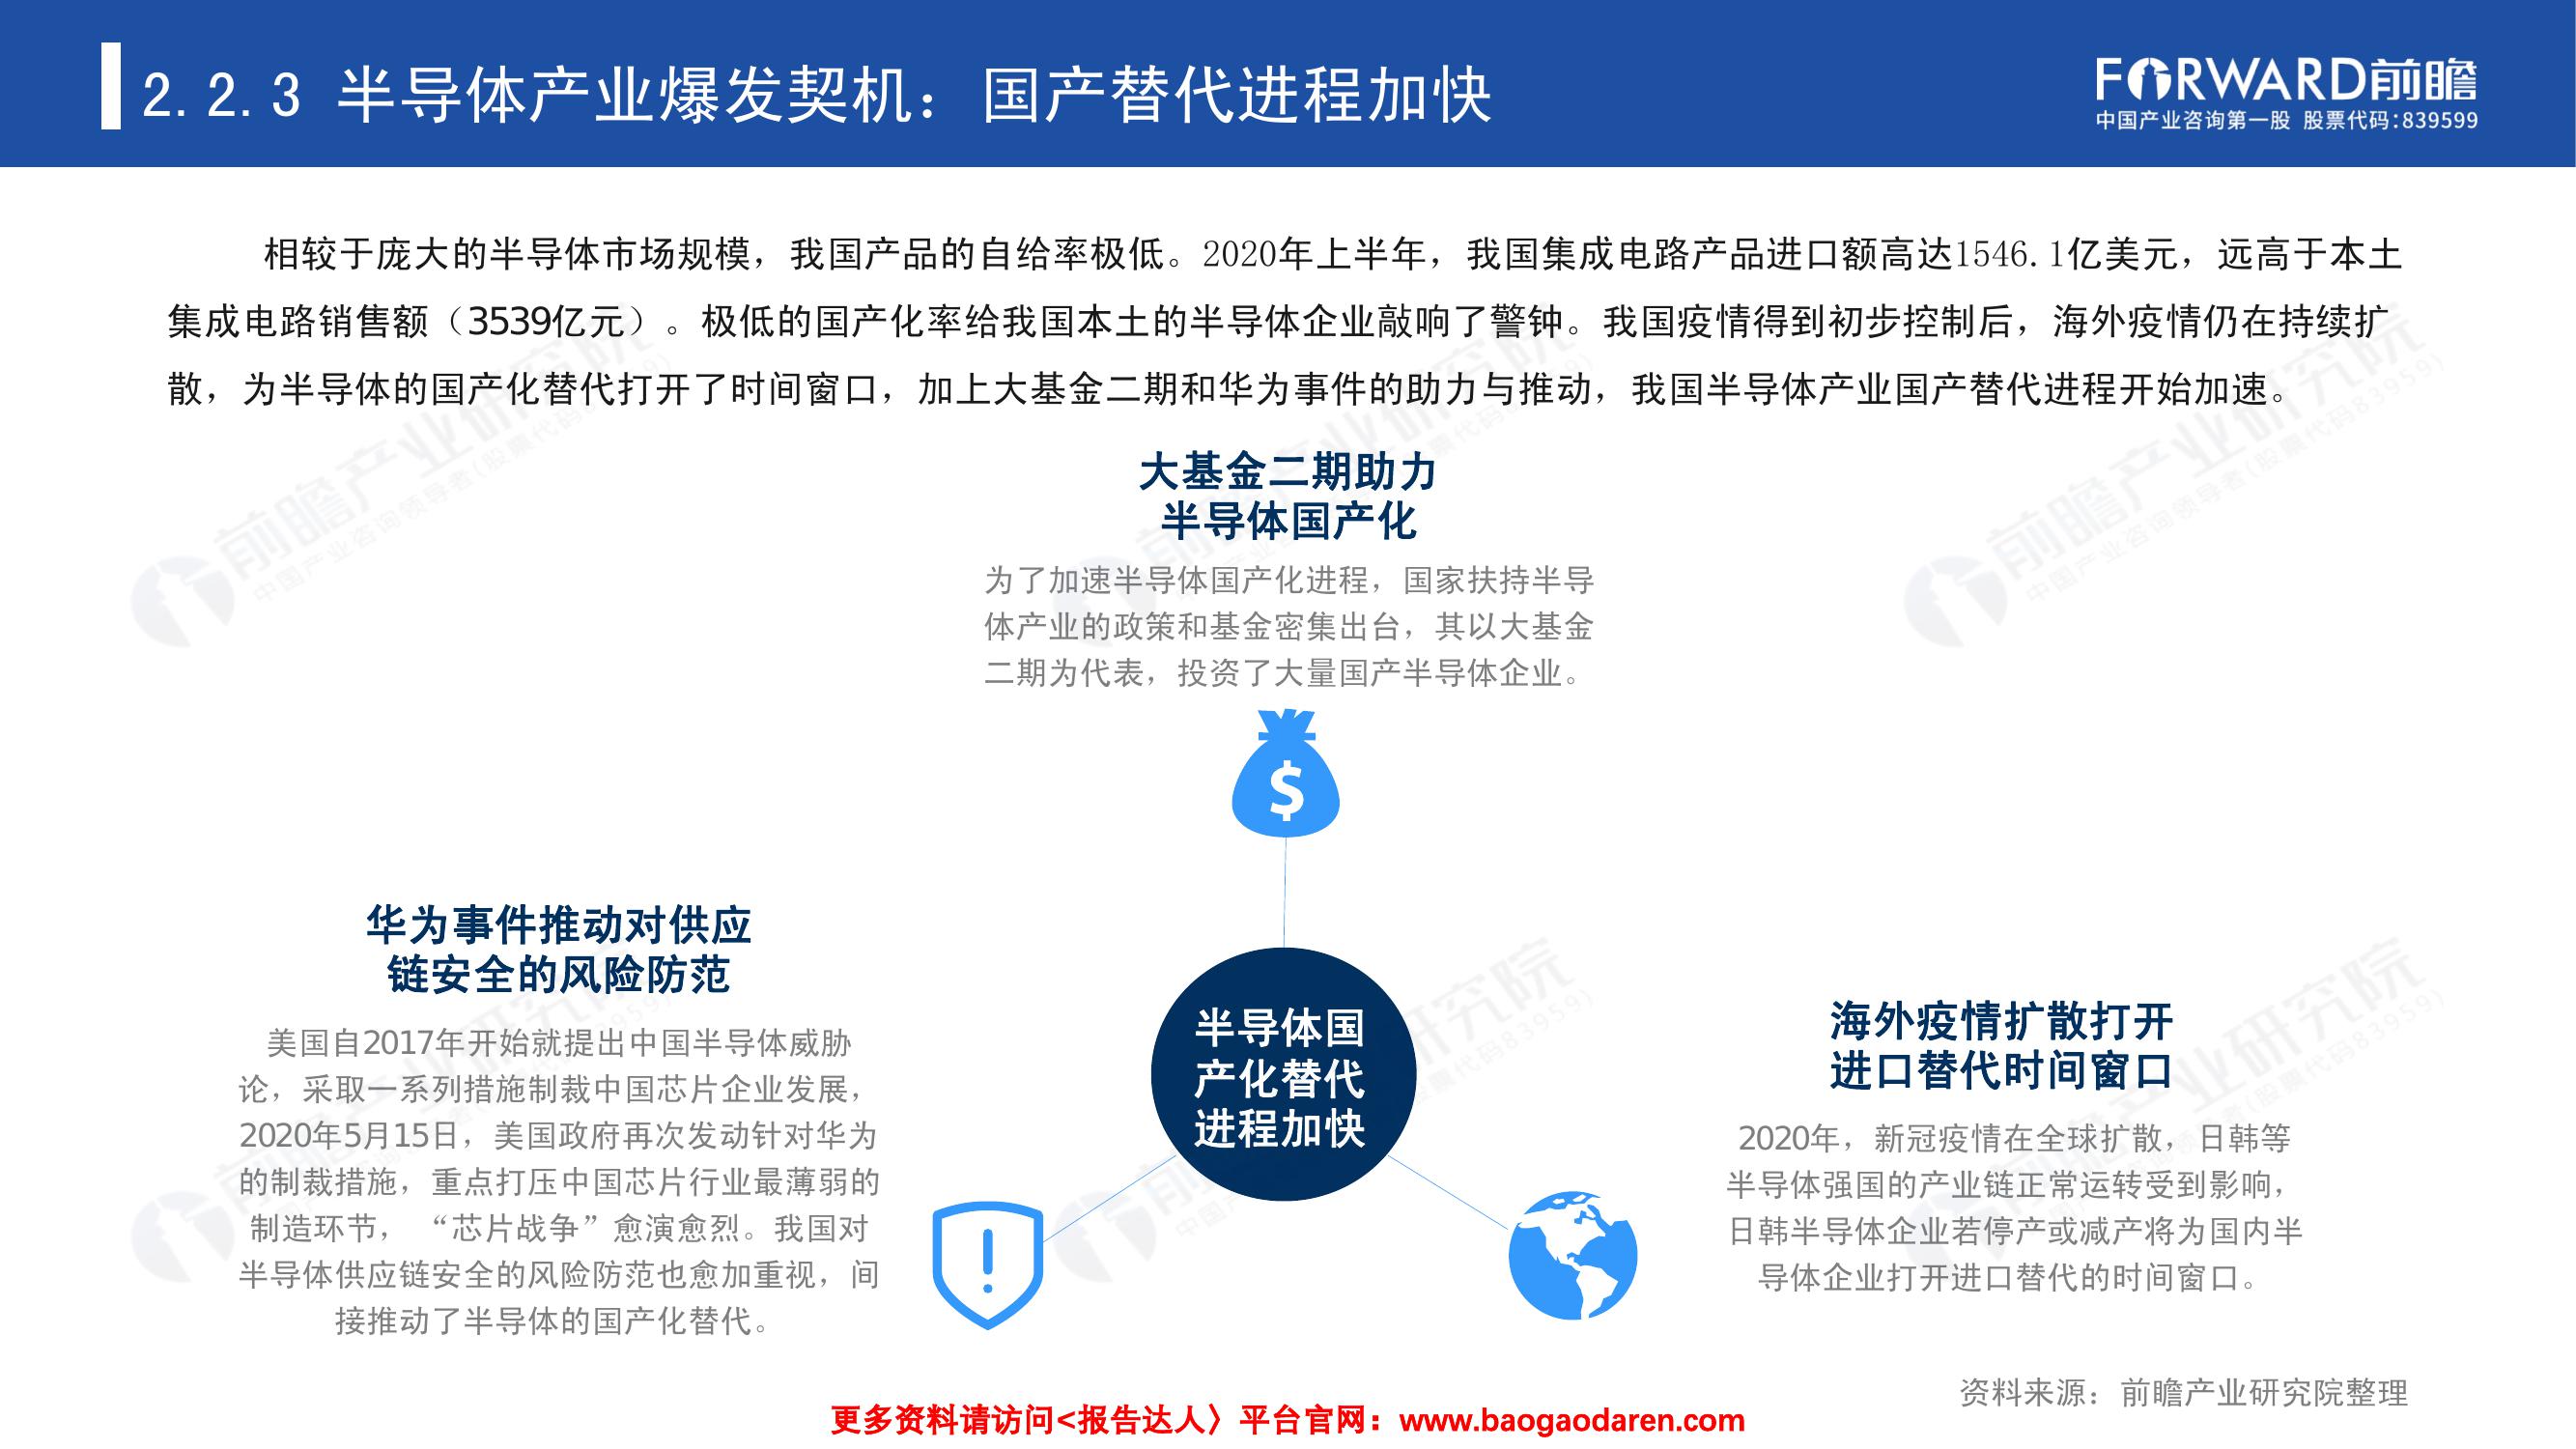 2.2.3 半导体产业爆发契机：国产替代进程加快
FORWARD前瞻
中国产业咨询第一股 股票代码:839599
相较于庞大的半导体市场规模，我国产品的自给率极低。2020年上半年，我国集成电路产品进口额高达1546.1亿美元，远高于本土
集成电路销售额（3539亿元）。极低的国产化率给我国本土的半导体企业敲响了警钟。我国疫情得到初步控制后，海外疫情仍在持续扩
散，为半导体的国产化替代打开了时间窗口，加上大基金二期和华为事件的助力与推动，我国半导体产业国产替代进程开始加速。
大基金二期助力
半导体国产化
为了加速半导体国产化进程，国家扶持半导
体产业的政策和基金密集出台，其以大基金
二期为代表，投资了大量国产半导体企业。
$
华为事件推动对供应
链安全的风险防范
美国自2017年开始就提出中国半导体威胁
论，采取一系列措施制裁中国芯片企业发展，
2020年5月15日，美国政府再次发动针对华为
的制裁措施，重点打压中国芯片行业最薄弱的
制造环节， “芯片战争”愈演愈烈。我国对
半导体供应链安全的风险防范也愈加重视，间
接推动了半导体的国产化替代。
半导体国
产化替代
进程加快
海外疫情扩散打开
进口替代时间窗口
2020年，新冠疫情在全球扩散，日韩等
半导体强国的产业链正常运转受到影响，
日韩半导体企业若停产或减产将为国内半
导体企业打开进口替代的时间窗口。
资料来源：前瞻产业研究院整理
更多资料请访问<报告达人〉平台官网：www.baogaodaren.com